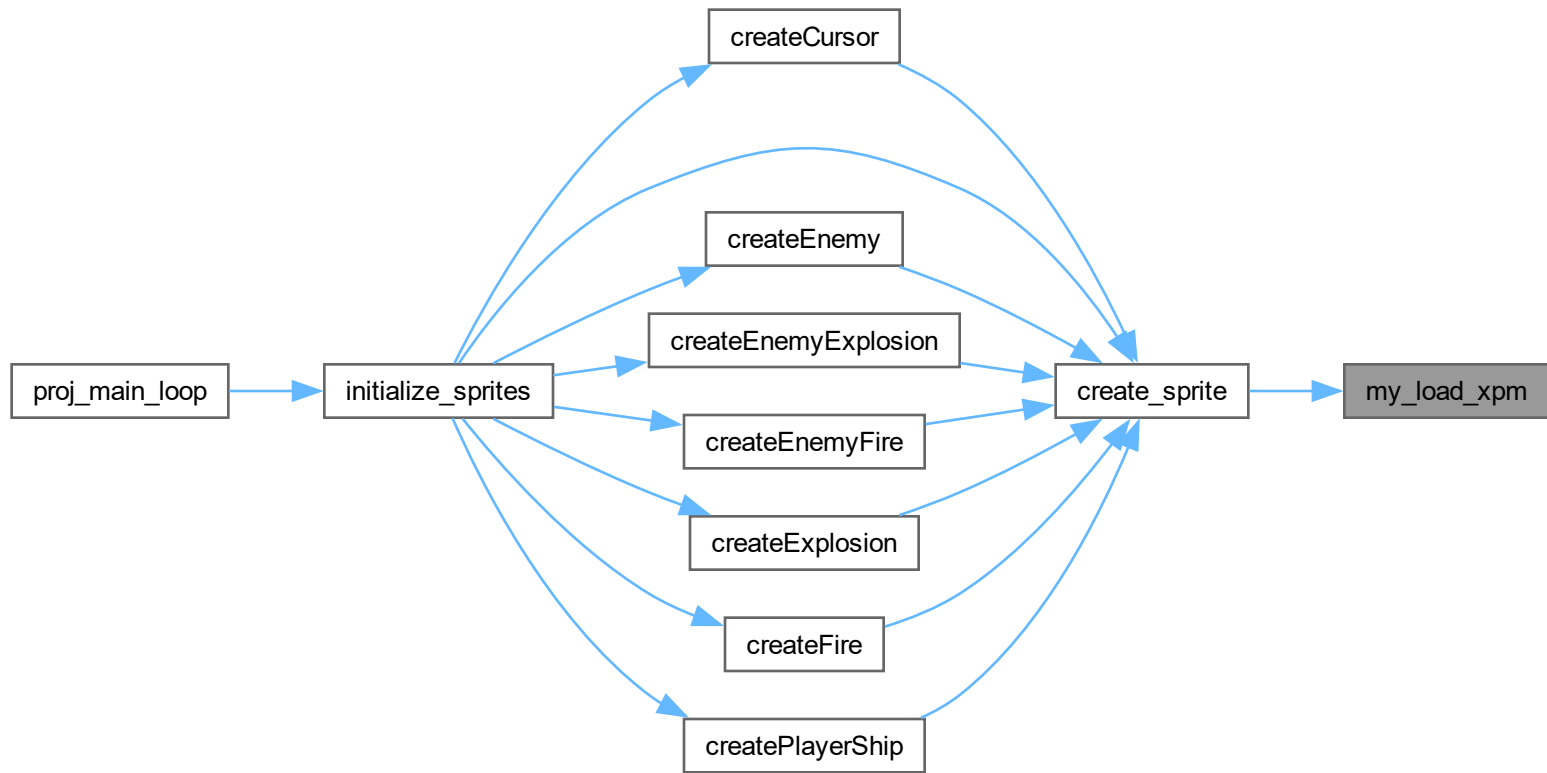 createCursor
createEnemy
createEnemyExplosion
proj_main_loop
initialize_sprites
create_sprite
my_load_xpm
createEnemyFire
createExplosion
createFire
createPlayerShip